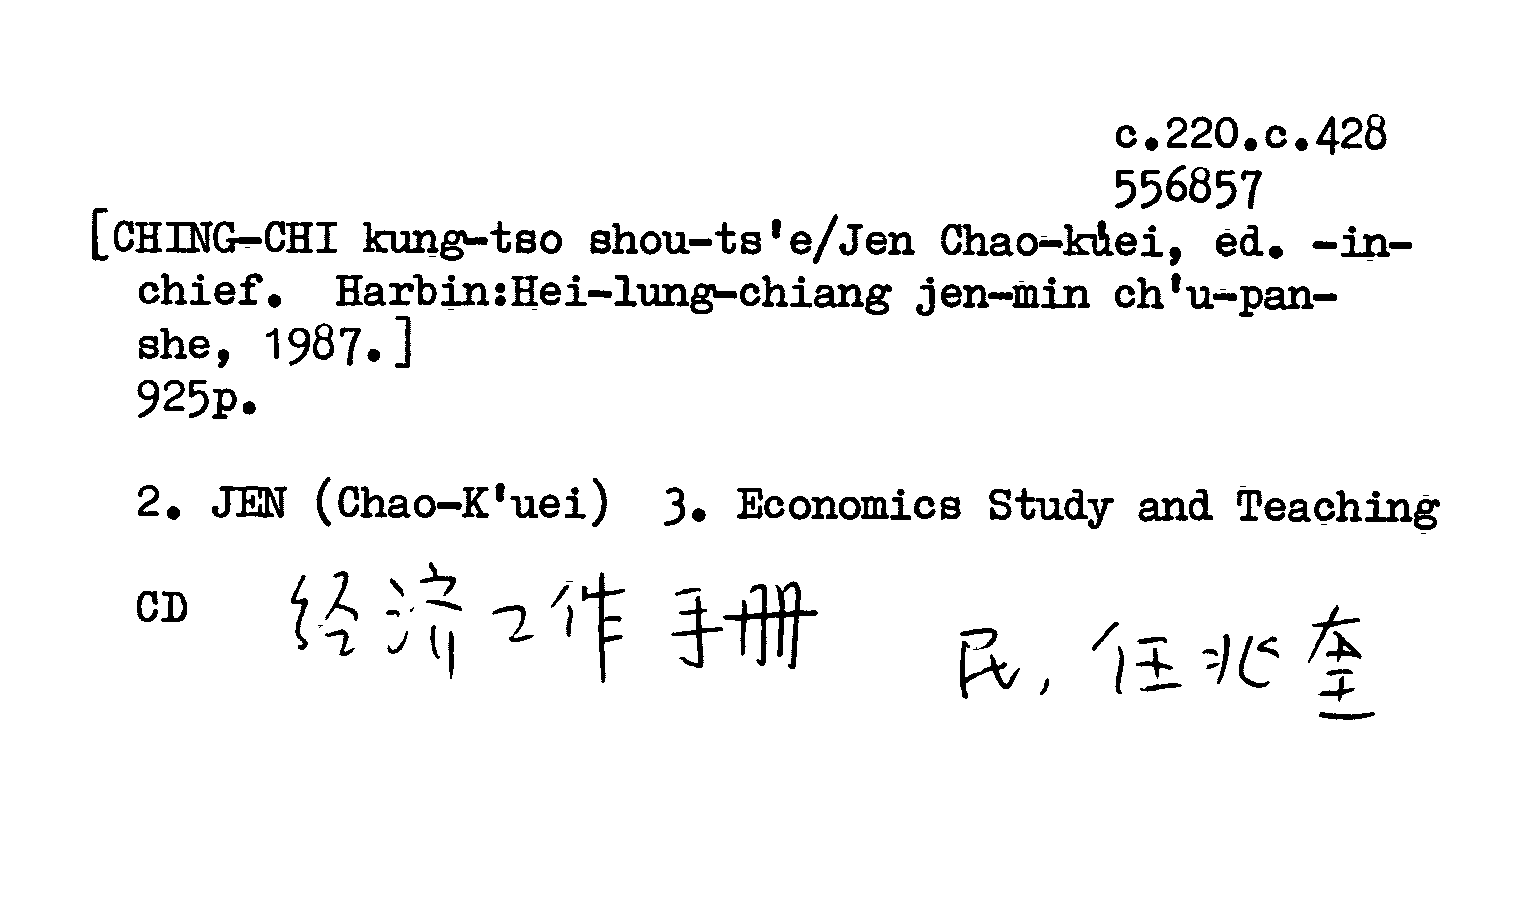 c.220.c.428
556857
[CHING-CHI kung-tso shou-ts'e/Jen Chao-k'uei, ed. -in-
chief. Harbin:Hei-lung-chiang jen-min ch'u-pan-
she, 1987.]
925p.
2. JEN (Chao-K'uei) 3. Economics Study and Teaching
CD 经济工作手册 民, 任兆奎